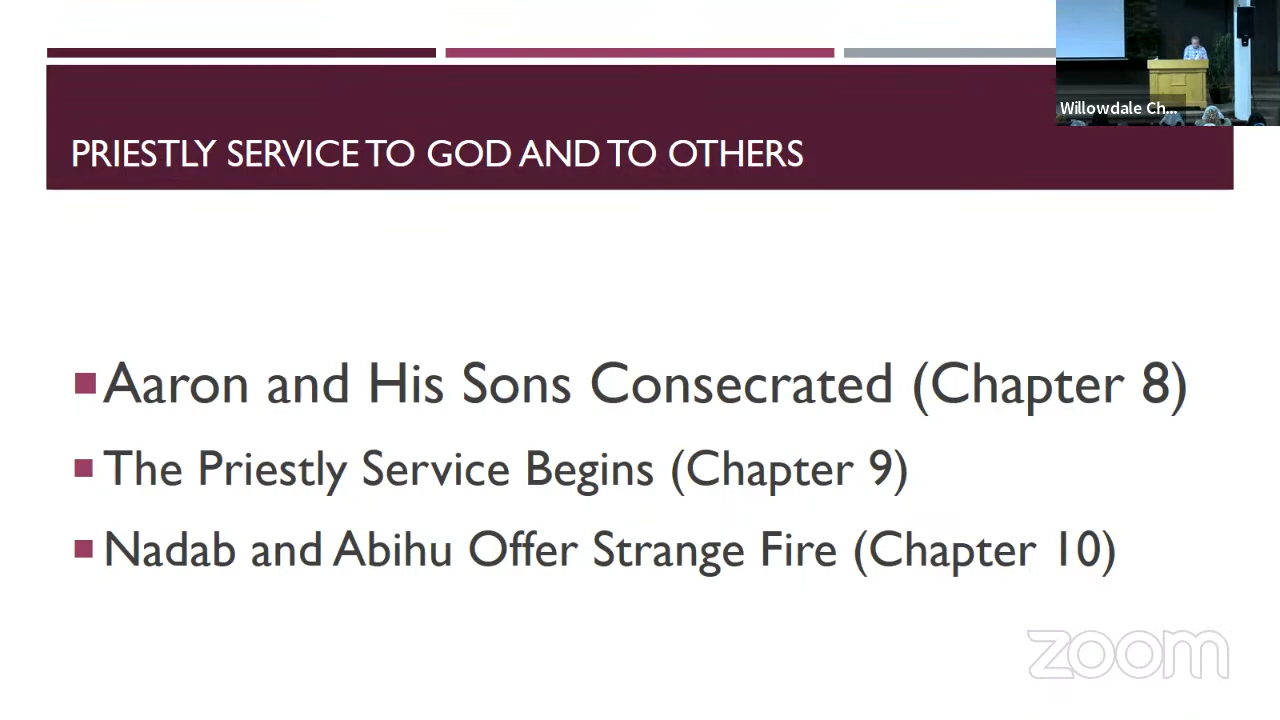 Willowdale Ch...
PRIESTLY SERVICE TO GOD AND TO OTHERS
Aaron and His Sons Consecrated (Chapter 8)
The Priestly Service Begins (Chapter 9)
Nadab and Abihu Offer Strange Fire (Chapter 10)
zoom